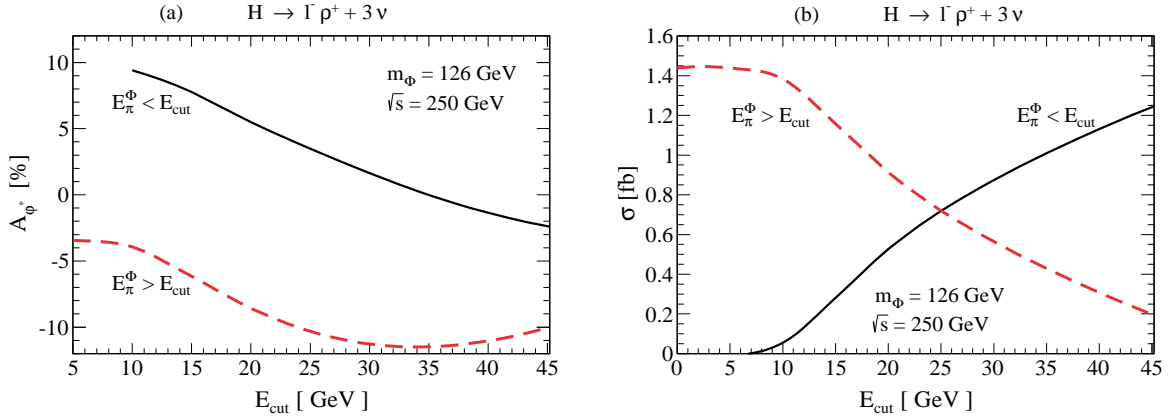 (a) H → l⁻ ρ⁺ + 3 ν
10
5
0
-5
-10
A_φ* [%]
m_Φ = 126 GeV
√s = 250 GeV
E_π^Φ < E_cut
E_π^Φ > E_cut
5 10 15 20 25 30 35 40 45
E_cut [ GeV ]
(b) H → l⁻ ρ⁺ + 3 ν
1.6
1.4
1.2
1
0.8
0.6
0.4
0.2
0
σ [fb]
E_π^Φ > E_cut
E_π^Φ < E_cut
m_Φ = 126 GeV
√s = 250 GeV
0 5 10 15 20 25 30 35 40 45
E_cut [ GeV ]